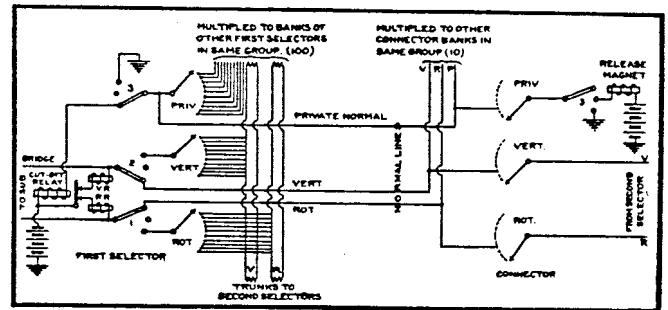 MULTIPLED TO BANKS OF
OTHER FIRST SELECTORS
IN SAME GROUP. (100)
MULTIPLED TO OTHER
CONNECTOR BANKS IN
SAME GROUP (10)
V R P
RELEASE
MAGNET
3
PRIV
PRIV
3
PRIVATE NORMAL
NORMAL LINE
BRIDGE
2
VERT
VERT.
CUT-OFF
RELAY
V.R.
R.R.
VERT
ROT
TO SUB
1
ROT
ROT.
V
FROM SECOND
SELECTOR
R
FIRST SELECTOR
V R
CONNECTOR
TRUNKS TO
SECOND SELECTORS